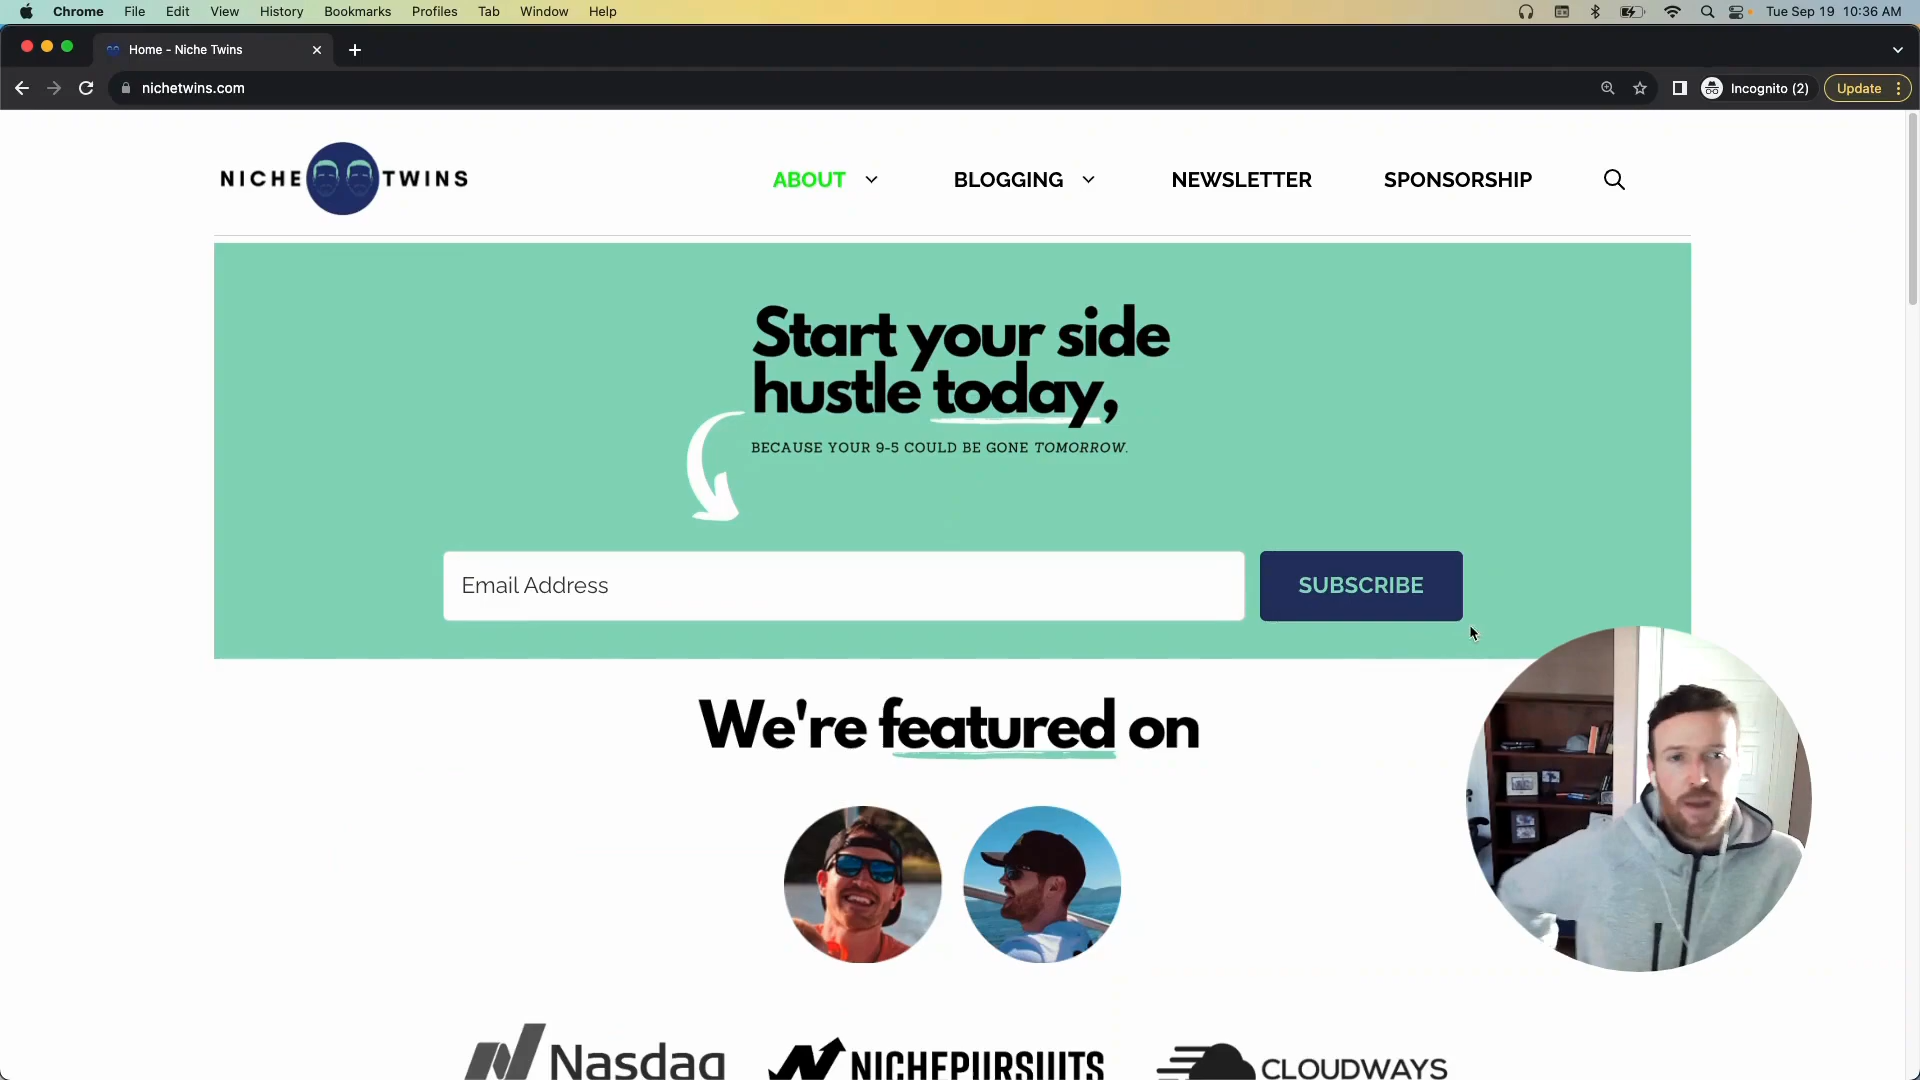 Chrome File Edit View History Bookmarks Profiles Tab Window Help Tue Sep 19 10:36 AM
Home - Niche Twins
nichetwins.com Incognito (2) Update
NICHE TWINS ABOUT BLOGGING NEWSLETTER SPONSORSHIP
Start your side
hustle today,
BECAUSE YOUR 9-5 COULD BE GONE TOMORROW.
Email Address SUBSCRIBE
We're featured on
Nasdaq NICHEPURSUITS CLOUDWAYS